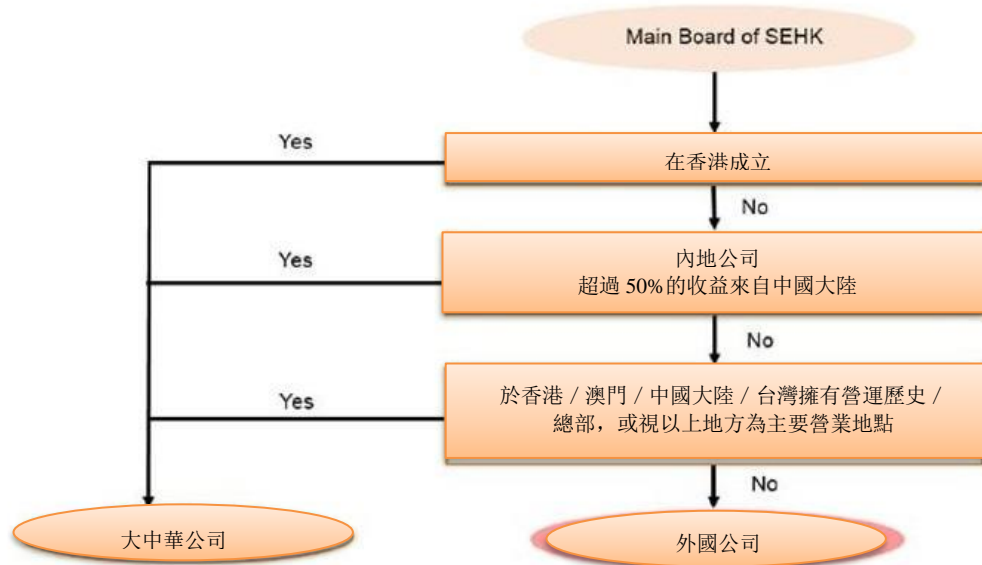 Main Board of SEHK
Yes
在香港成立
No
Yes
內地公司
超過 50%的收益來自中國大陸
No
Yes
於香港 / 澳門 / 中國大陸 / 台灣擁有營運歷史 /
總部，或視以上地方為主要營業地點
No
大中華公司
外國公司